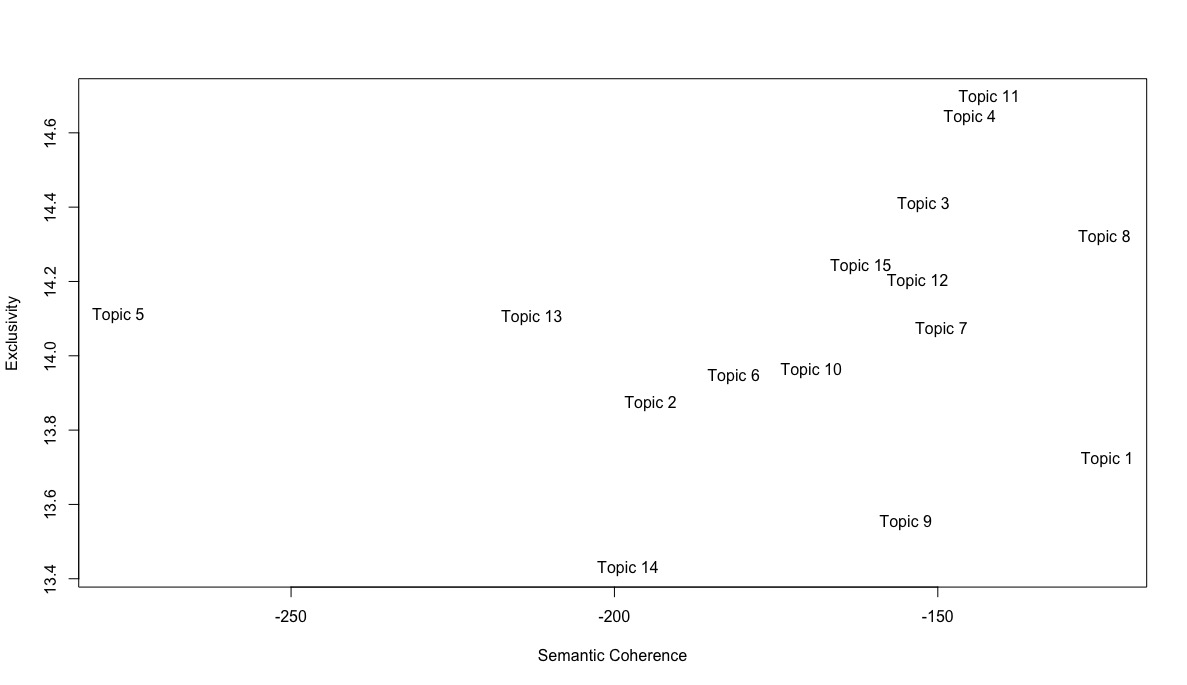 Topic 11
Topic 4
Topic 3
Topic 8
Topic 15
Topic 12
Topic 5
Topic 13
Topic 7
Topic 10
Topic 6
Topic 2
Topic 1
Topic 9
Topic 14
14.6
14.4
14.2
14.0
13.8
13.6
13.4
Exclusivity
-250
-200
-150
Semantic Coherence